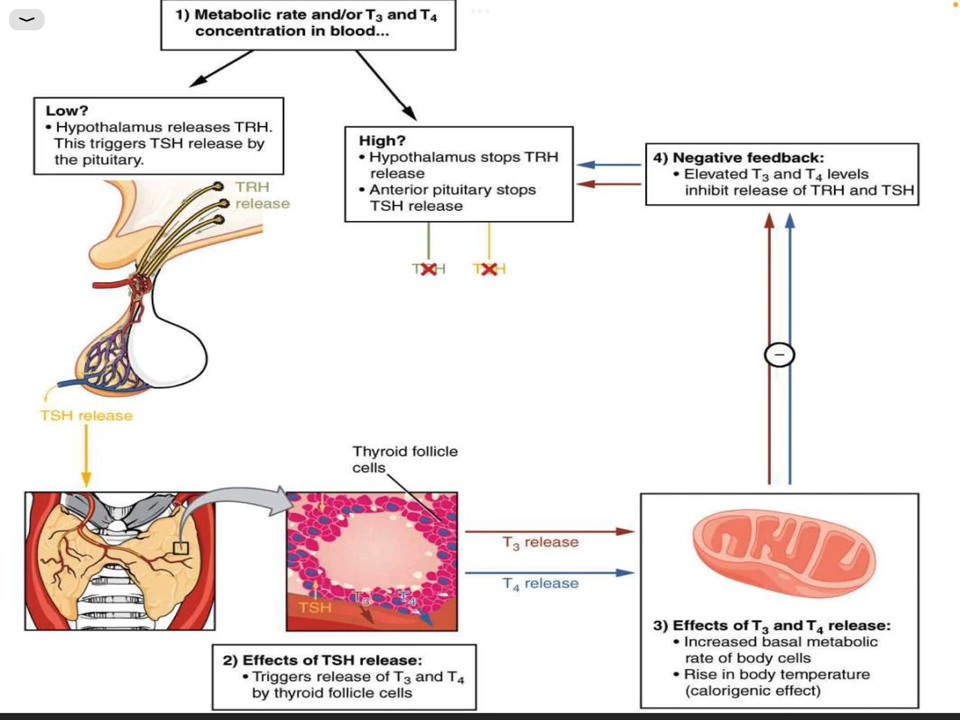 1) Metabolic rate and/or T3 and T4
concentration in blood...
Low?
• Hypothalamus releases TRH.
This triggers TSH release by
the pituitary.
High?
• Hypothalamus stops TRH
release
• Anterior pituitary stops
TSH release
4) Negative feedback:
• Elevated T3 and T4 levels
inhibit release of TRH and TSH
TRH
release
TRH
TSH
TSH release
Thyroid follicle
cells
T3 release
T4 release
TSH
T3
T4
2) Effects of TSH release:
• Triggers release of T3 and T4
by thyroid follicle cells
3) Effects of T3 and T4 release:
• Increased basal metabolic
rate of body cells
• Rise in body temperature
(calorigenic effect)